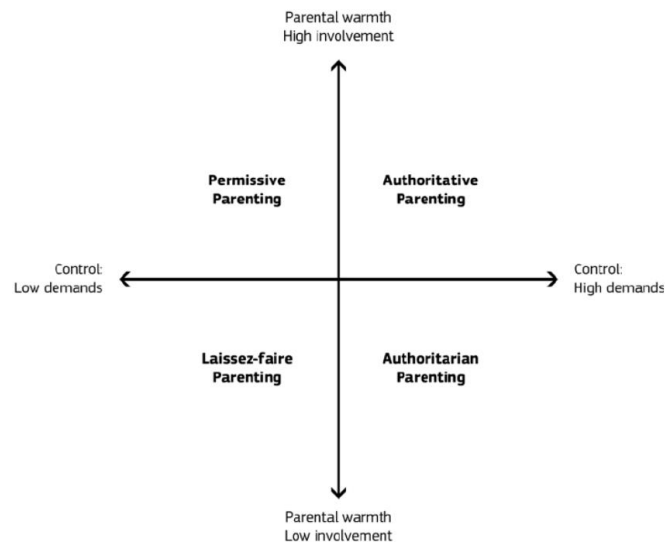 Parental warmth
High involvement
Permissive
Parenting
Authoritative
Parenting
Control:
Low demands
Control:
High demands
Laissez-faire
Parenting
Authoritarian
Parenting
Parental warmth
Low involvement